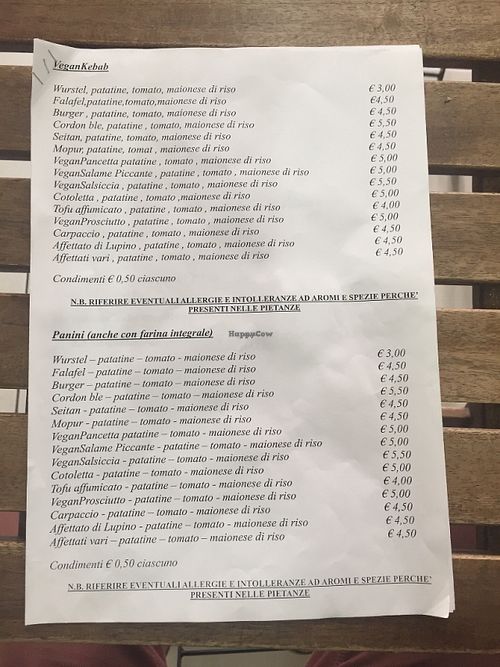 VeganKebab
Wurstel, patatine, tomato, maionese di riso € 3,00
Falafel,patatine,tomato,maionese di riso €4,50
Burger , patatine, tomato, maionese di riso € 4,50
Cordon ble, patatine , tomato, maionese di riso € 5,50
Seitan, patatine, tomato, maionese di riso € 4,50
Mopur, patatine, tomat , maionese di riso € 4,50
VeganPancetta patatine , tomato , maionese di riso € 5,00
VeganSalame Piccante , patatine , tomato , maionese di riso € 5,00
VeganSalsiccia , patatine , tomato , maionese di riso € 5,50
Cotoletta , patatine , tomato ,maionese di riso € 5,00
Tofu affumicato , patatine , tomato , maionese di riso € 4,00
VeganProsciutto , patatine , tomato , maionese di riso € 5,00
Carpaccio , patatine , tomato , maionese di riso € 4,50
Affettato di Lupino , patatine , tomato , maionese di riso € 4,50
Affettati vari , patatine , tomato , maionese di riso € 4,50
Condimenti € 0,50 ciascuno
N.B. RIFERIRE EVENTUALI ALLERGIE E INTOLLERANZE AD AROMI E SPEZIE PERCHE’
PRESENTI NELLE PIETANZE
Panini (anche con farina integrale)
HappyCow
Wurstel – patatine – tomato - maionese di riso € 3,00
Falafel – patatine – tomato - maionese di riso € 4,50
Burger – patatine – tomato - maionese di riso € 4,50
Cordon ble – patatine – tomato - maionese di riso € 5,50
Seitan - patatine – tomato - maionese di riso € 4,50
Mopur - patatine – tomato - maionese di riso € 4,50
VeganPancetta patatine – tomato - maionese di riso € 5,00
VeganSalame Piccante - patatine – tomato - maionese di riso € 5,00
VeganSalsiccia - patatine – tomato - maionese di riso € 5,50
Cotoletta - patatine – tomato - maionese di riso € 5,00
Tofu affumicato - patatine – tomato - maionese di riso € 4,00
VeganProsciutto - patatine – tomato - maionese di riso € 5,00
Carpaccio - patatine – tomato - maionese di riso € 4,50
Affettato di Lupino - patatine – tomato - maionese di riso € 4,50
Affettati vari – patatine – tomato – maionese di riso € 4,50
Condimenti € 0,50 ciascuno
N.B. RIFERIRE EVENTUALI ALLERGIE E INTOLLERANZE AD AROMI E SPEZIE PERCHE’
PRESENTI NELLE PIETANZE